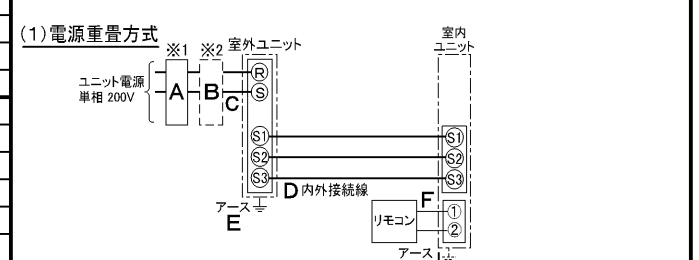 (1)電源重畳方式
※1 ※2
室外ユニット
室内
ユニット
ユニット電源
単相 200V
A
B
C
R
S
S1
S2
S3
S1
S2
S3
D 内外接続線
アース
E
リモコン
F
1
2
アース